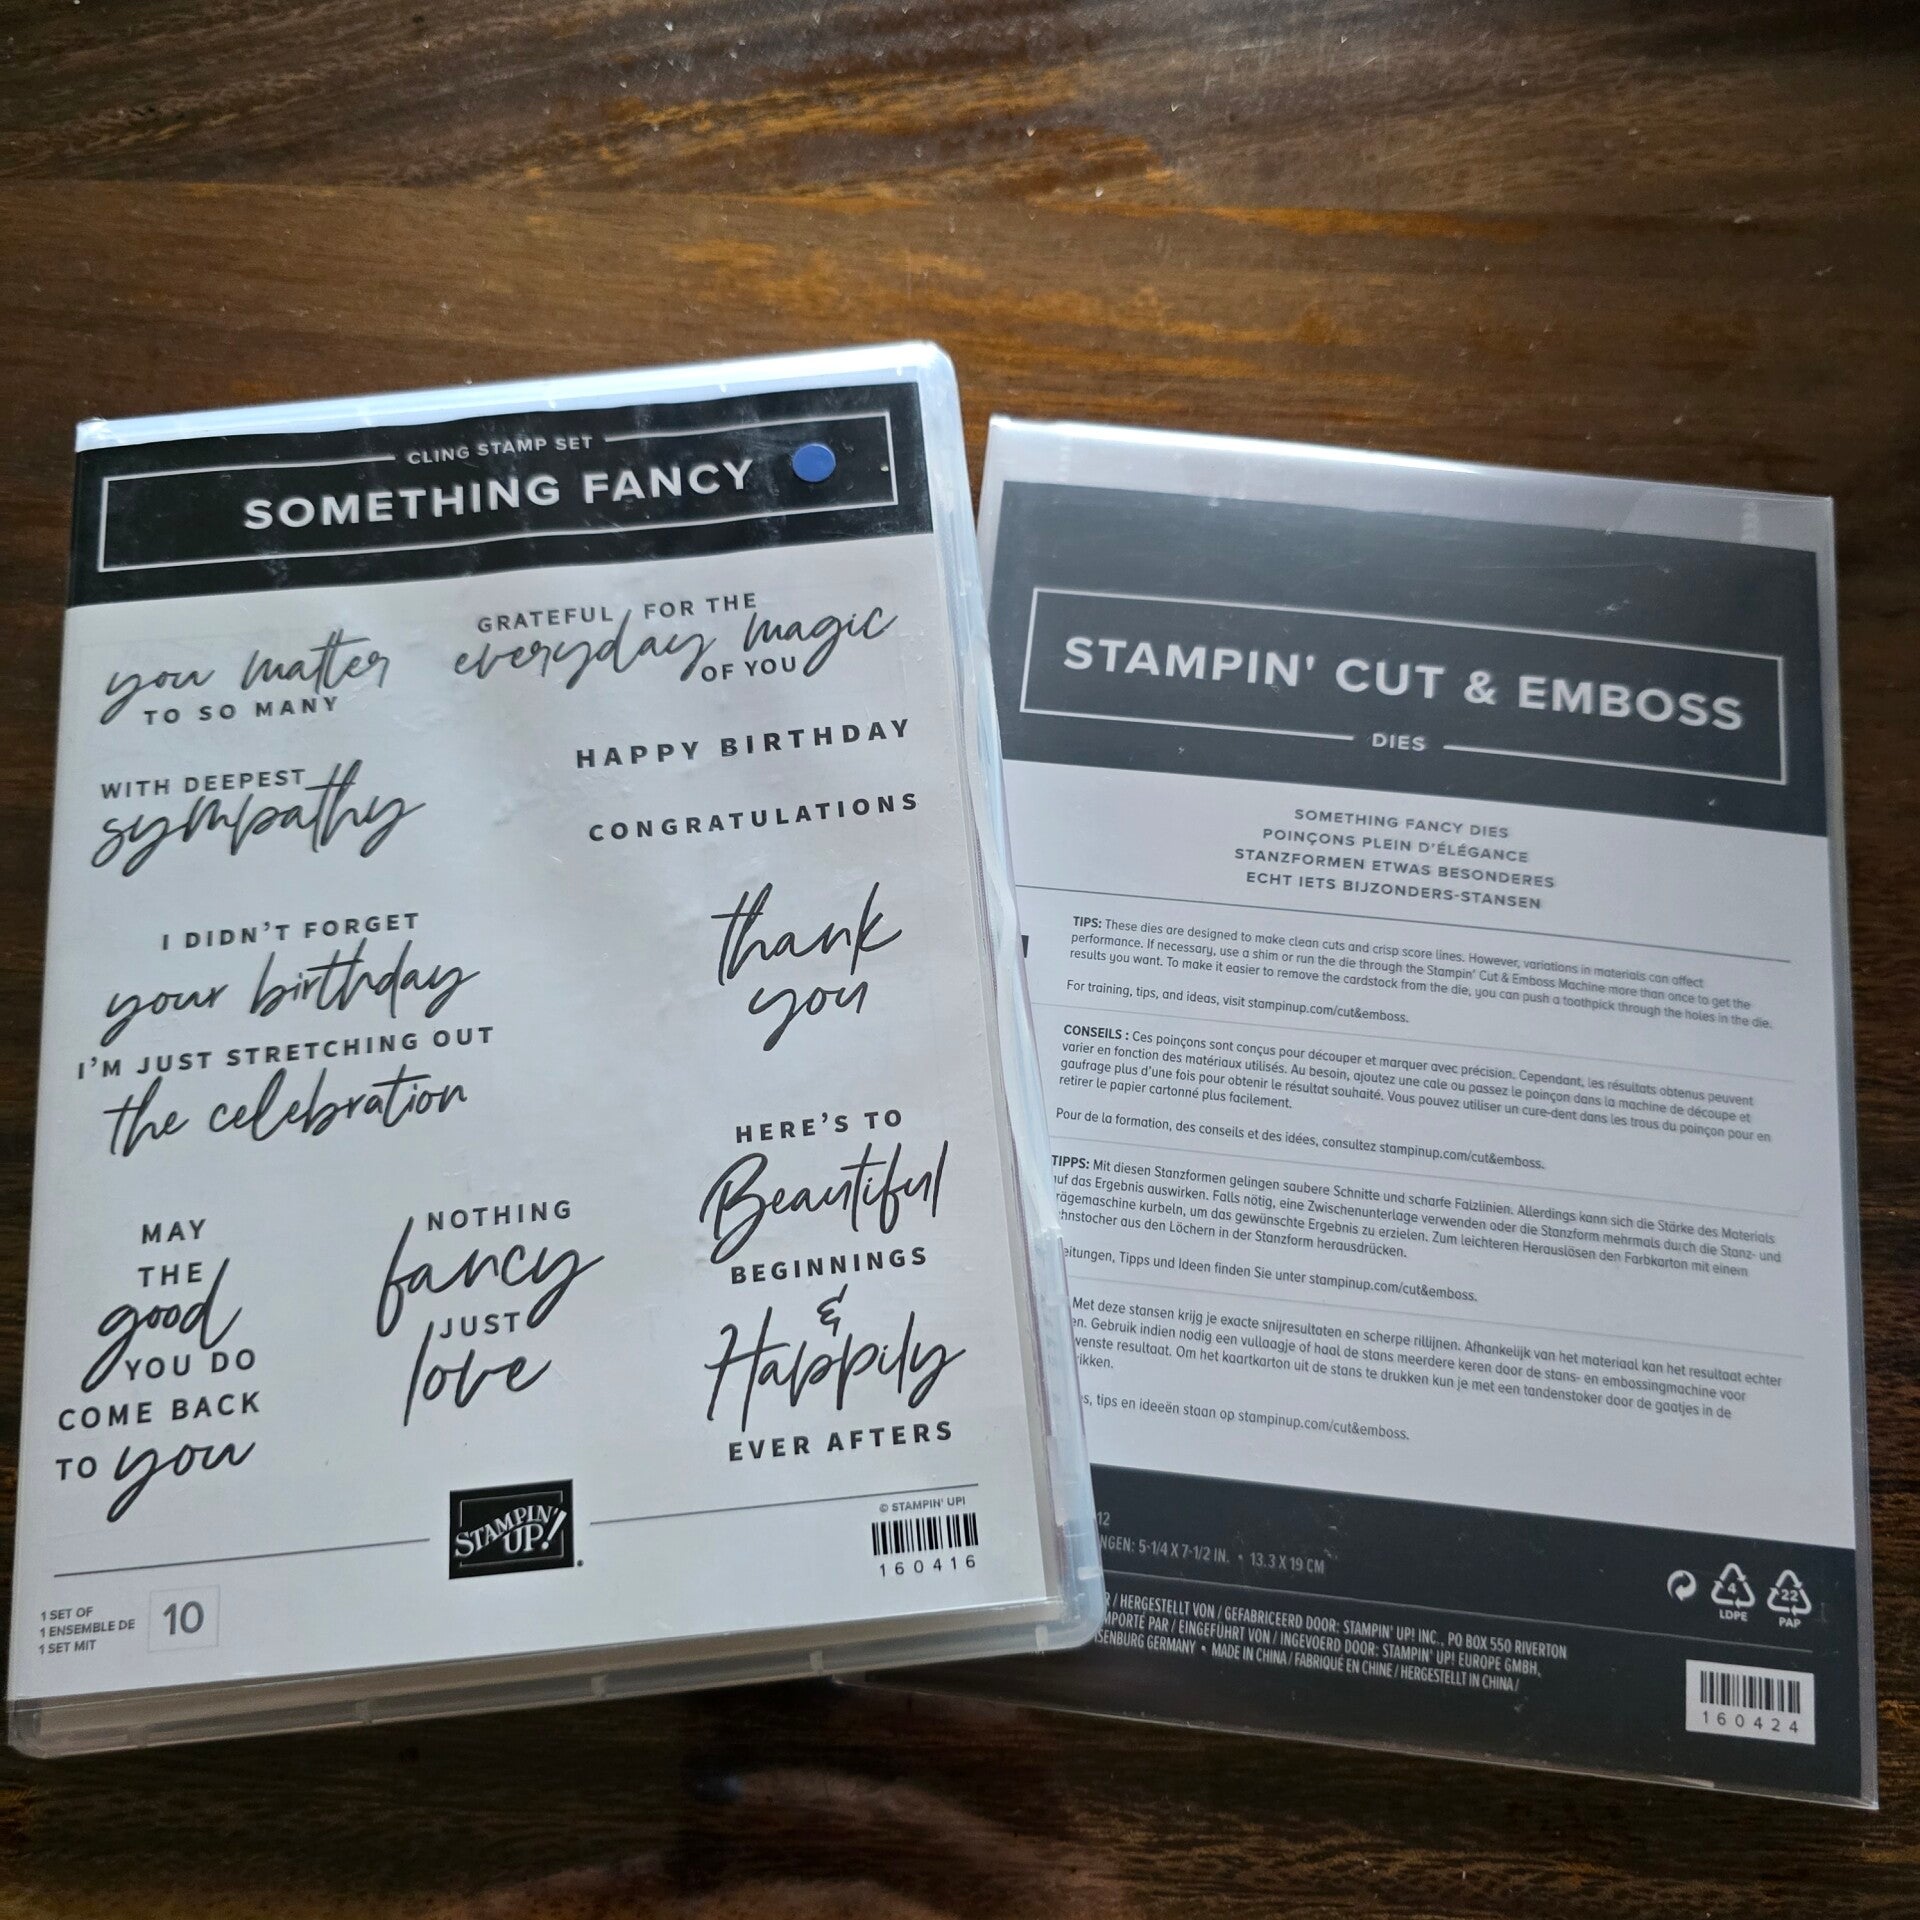 CLING STAMP SET
SOMETHING FANCY
you matter
TO SO MANY
GRATEFUL FOR THE
everyday magic
OF YOU
WITH DEEPEST
sympathy
HAPPY BIRTHDAY
CONGRATULATIONS
I DIDN'T FORGET
your birthday
I'M JUST STRETCHING OUT
the celebration
thank
you
MAY
THE
good
YOU DO
COME BACK
TO you
NOTHING
fancy
JUST
love
HERE'S TO
Beautiful
BEGINNINGS
&
Happily
EVER AFTERS
STAMPIN'
UP!
© STAMPIN' UP!
160416
1 SET OF
1 ENSEMBLE DE
1 SET MIT
10
STAMPIN' CUT & EMBOSS
DIES
SOMETHING FANCY DIES
POINÇONS PLEIN D'ÉLÉGANCE
STANZFORMEN ETWAS BESONDERES
ECHT IETS BIJZONDERS-STANSEN
TIPS: These dies are designed to make clean cuts and crisp score lines. However, variations in materials can affect
performance. If necessary, use a shim or run the die through the Stampin' Cut & Emboss Machine more than once to get the
results you want. To make it easier to remove the cardstock from the die, you can push a toothpick through the holes in the die.
For training, tips, and ideas, visit stampinup.com/cut&emboss.
CONSEILS : Ces poinçons sont conçus pour découper et marquer avec précision. Cependant, les résultats obtenus peuvent
varier en fonction des matériaux utilisés. Au besoin, ajoutez une cale ou passez le poinçon dans la machine de découpe et
gaufrage plus d'une fois pour obtenir le résultat souhaité. Vous pouvez utiliser un cure-dent dans les trous du poinçon pour en
retirer le papier cartonné plus facilement.
Pour de la formation, des conseils et des idées, consultez stampinup.com/cut&emboss.
TIPPS: Mit diesen Stanzformen gelingen saubere Schnitte und scharfe Falzlinien. Allerdings kann sich die Stärke des Materials
auf das Ergebnis auswirken. Falls nötig, eine Zwischenunterlage verwenden oder die Stanzform mehrmals durch die Stanz- und
rägemaschine kurbeln, um das gewünschte Ergebnis zu erzielen. Zum leichteren Herauslösen den Farbkarton mit einem
hnstocher aus den Löchern in der Stanzform herausdrücken.
eitungen, Tipps und Ideen finden Sie unter stampinup.com/cut&emboss.
Met deze stansen krijg je exacte snijresultaten en scherpe rillijnen. Afhankelijk van het materiaal kan het resultaat echter
en. Gebruik indien nodig een vullaagje of haal de stans meerdere keren door de stans- en embossingmachine voor
wenste resultaat. Om het kaartkarton uit de stans te drukken kun je met een tandenstoker door de gaatjes in de
ikken.
s, tips en ideeën staan op stampinup.com/cut&emboss.
12
NGEN: 5-1/4 X 7-1/2 IN. • 13.3 X 19 CM
R / HERGESTELLT VON / GEFABRICEERD DOOR: STAMPIN' UP! INC., PO BOX 550 RIVERTON
MPORTÉ PAR / EINGEFÜHRT VON / INGEVOERD DOOR: STAMPIN' UP! EUROPE GMBH,
ISENBURG GERMANY • MADE IN CHINA / FABRIQUÉ EN CHINE / HERGESTELLT IN CHINA /
4
LDPE
22
PAP
160424